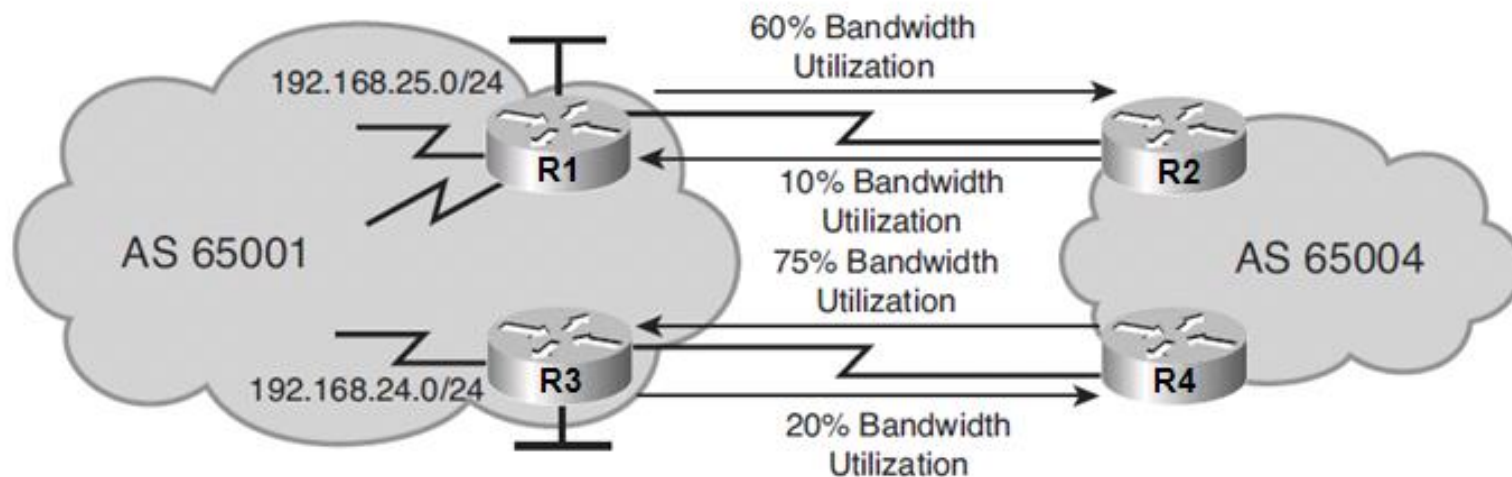 60% Bandwidth
Utilization
192.168.25.0/24
R1
R2
10% Bandwidth
Utilization
AS 65001
75% Bandwidth
Utilization
AS 65004
192.168.24.0/24
R3
R4
20% Bandwidth
Utilization